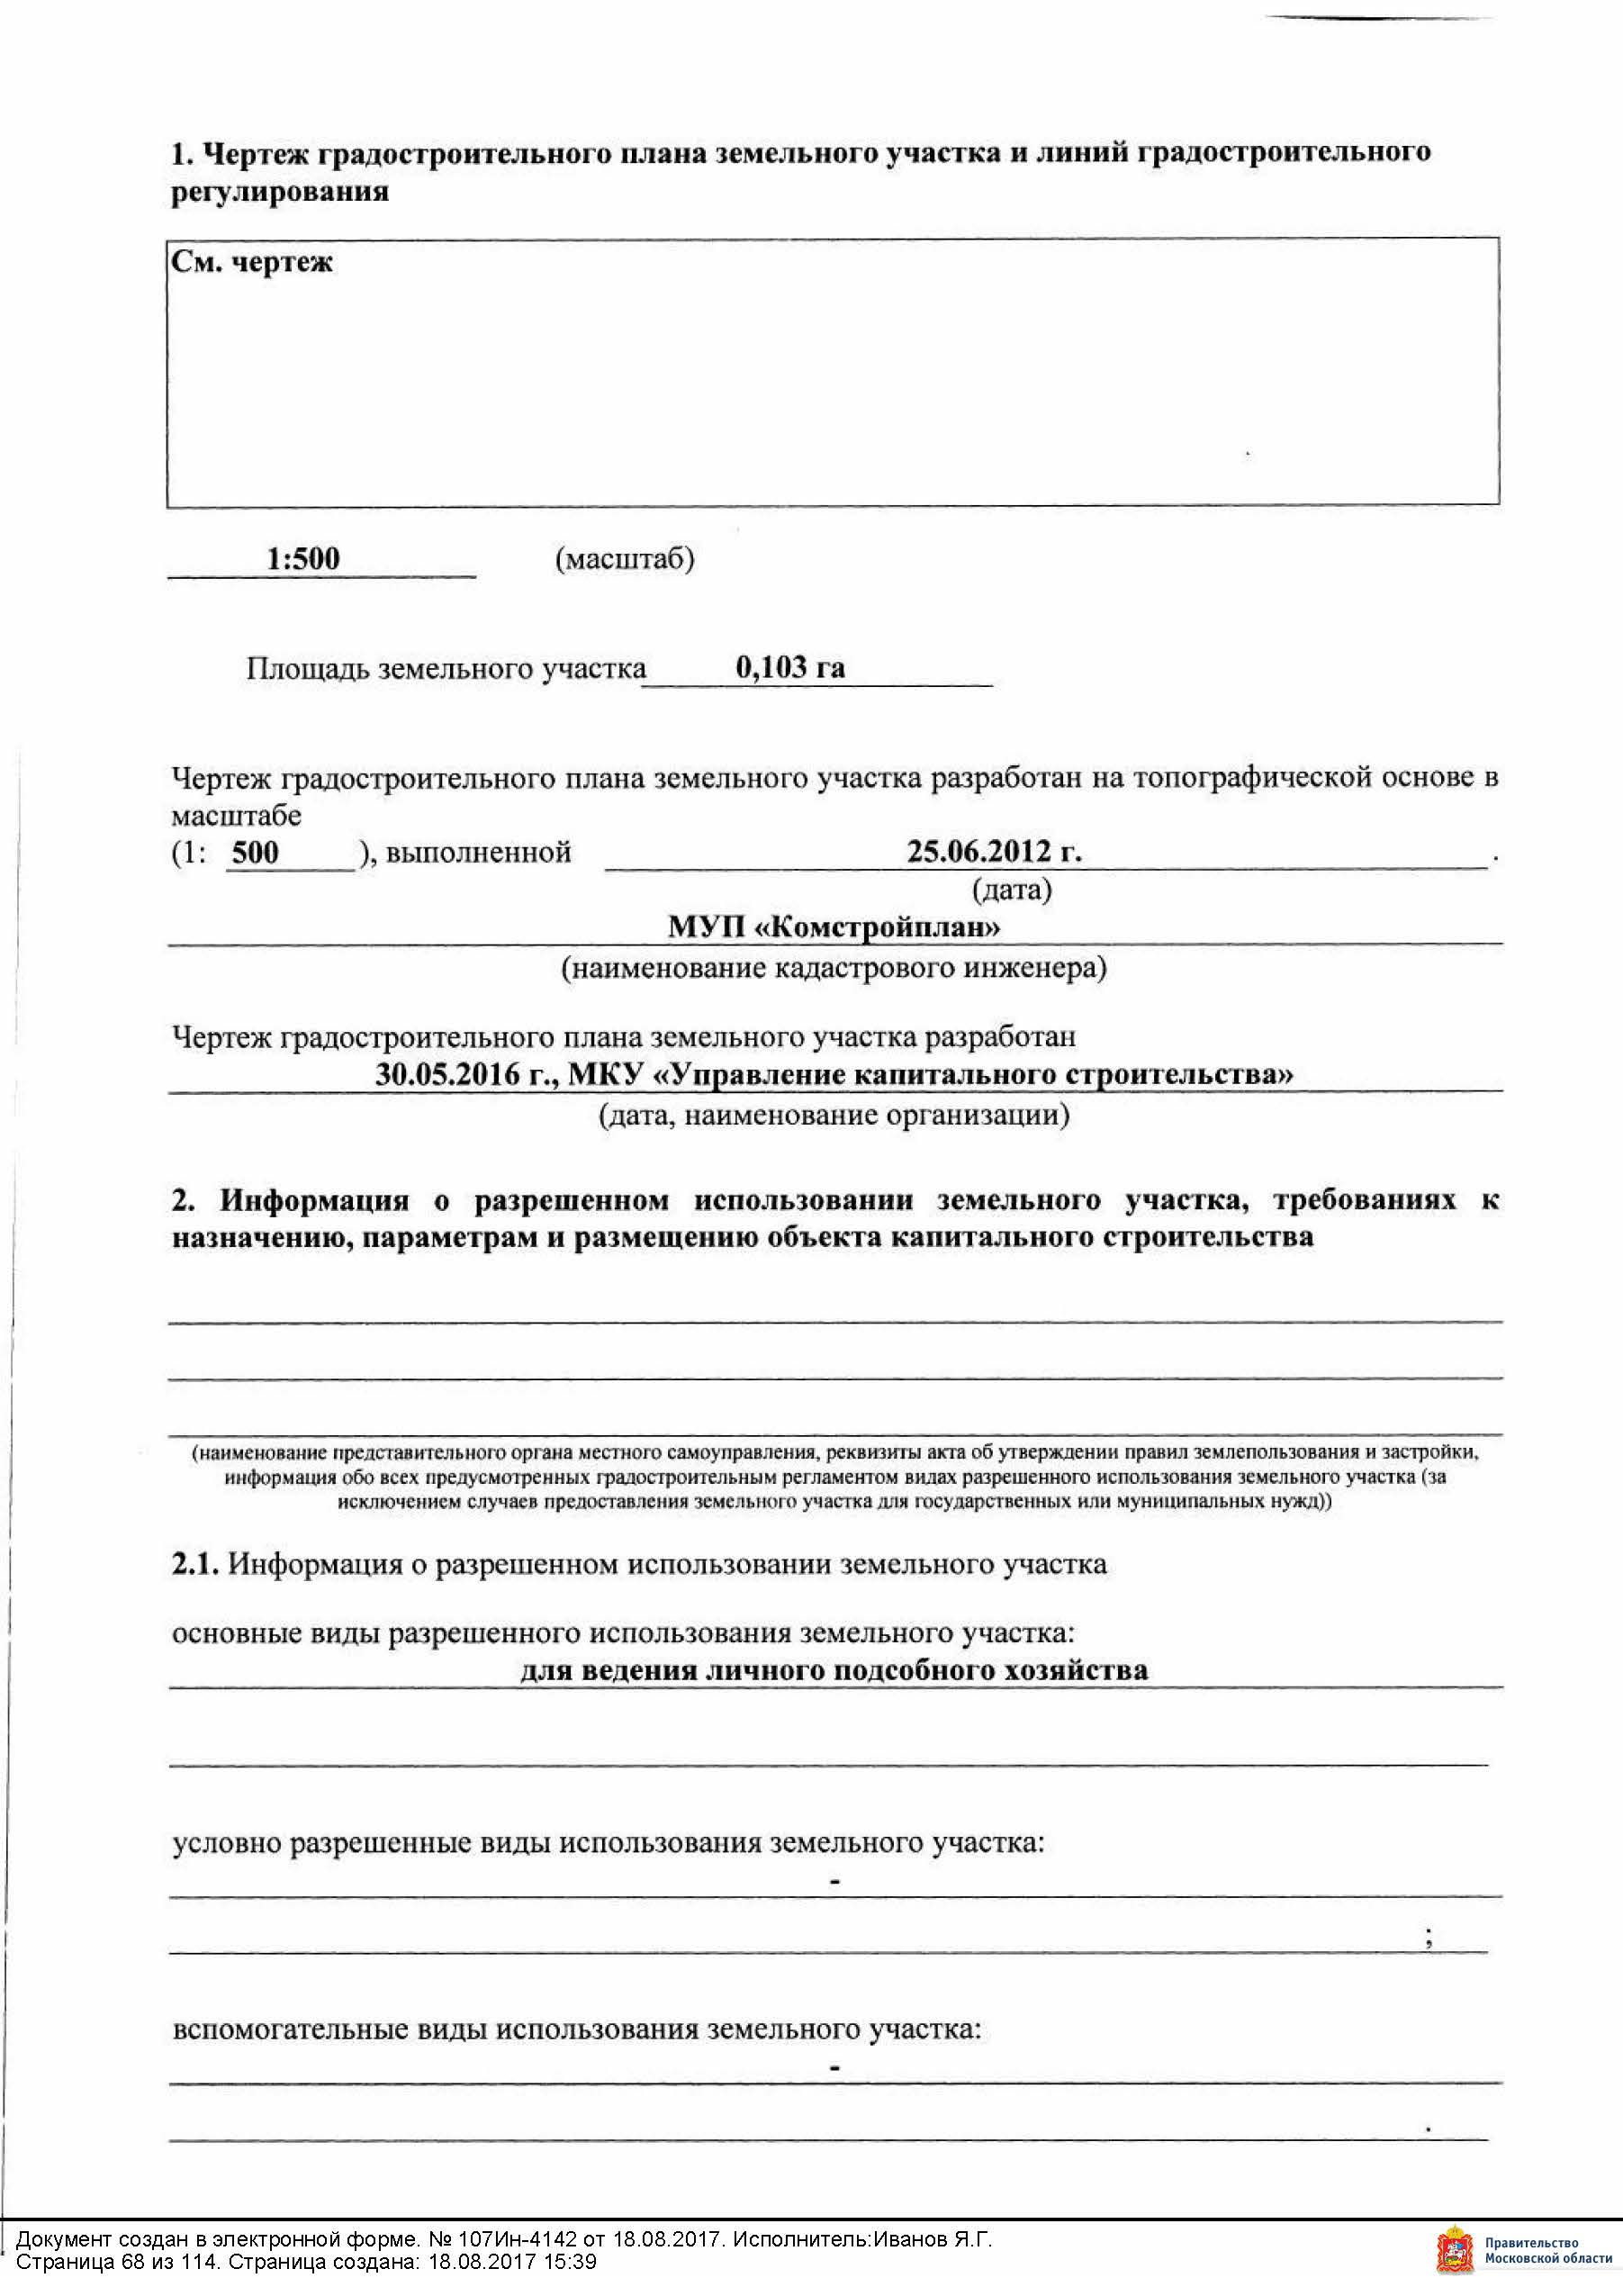 1. Чертеж градостроительного плана земельного участка и линий градостроительного
регулирования
См. чертеж
1:500 (масштаб)
Площадь земельного участка 0,103 га
Чертеж градостроительного плана земельного участка разработан на топографической основе в
масштабе
(1: 500 ), выполненной 25.06.2012 г. .
(дата)
МУП «Комстройплан»
(наименование кадастрового инженера)
Чертеж градостроительного плана земельного участка разработан
30.05.2016 г., МКУ «Управление капитального строительства»
(дата, наименование организации)
2. Информация о разрешенном использовании земельного участка, требованиях к
назначению, параметрам и размещению объекта капитального строительства
(наименование представительного органа местного самоуправления, реквизиты акта об утверждении правил землепользования и застройки,
информация обо всех предусмотренных градостроительным регламентом видах разрешенного использования земельного участка (за
исключением случаев предоставления земельного участка для государственных или муниципальных нужд))
2.1. Информация о разрешенном использовании земельного участка
основные виды разрешенного использования земельного участка:
для ведения личного подсобного хозяйства
условно разрешенные виды использования земельного участка:
-
;
вспомогательные виды использования земельного участка:
-
.
Документ создан в электронной форме. № 107Ин-4142 от 18.08.2017. Исполнитель:Иванов Я.Г.
Страница 68 из 114. Страница создана: 18.08.2017 15:39
Правительство
Московской области